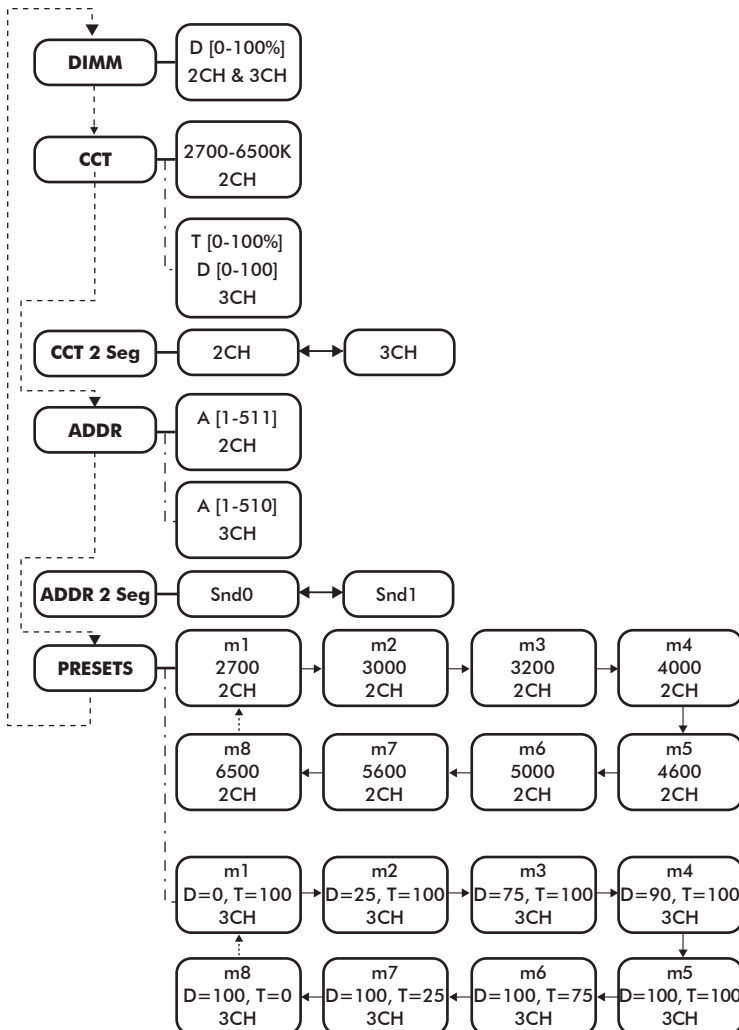 DIMM
D [0-100%]
2CH & 3CH
CCT
2700-6500K
2CH
T [0-100%]
D [0-100]
3CH
CCT 2 Seg
2CH
3CH
ADDR
A [1-511]
2CH
A [1-510]
3CH
ADDR 2 Seg
Snd0
Snd1
PRESETS
m1
2700
2CH
m2
3000
2CH
m3
3200
2CH
m4
4000
2CH
m8
6500
2CH
m7
5600
2CH
m6
5000
2CH
m5
4600
2CH
m1
D=0, T=100
3CH
m2
D=25, T=100
3CH
m3
D=75, T=100
3CH
m4
D=90, T=100
3CH
m8
D=100, T=0
3CH
m7
D=100, T=25
3CH
m6
D=100, T=75
3CH
m5
D=100, T=100
3CH